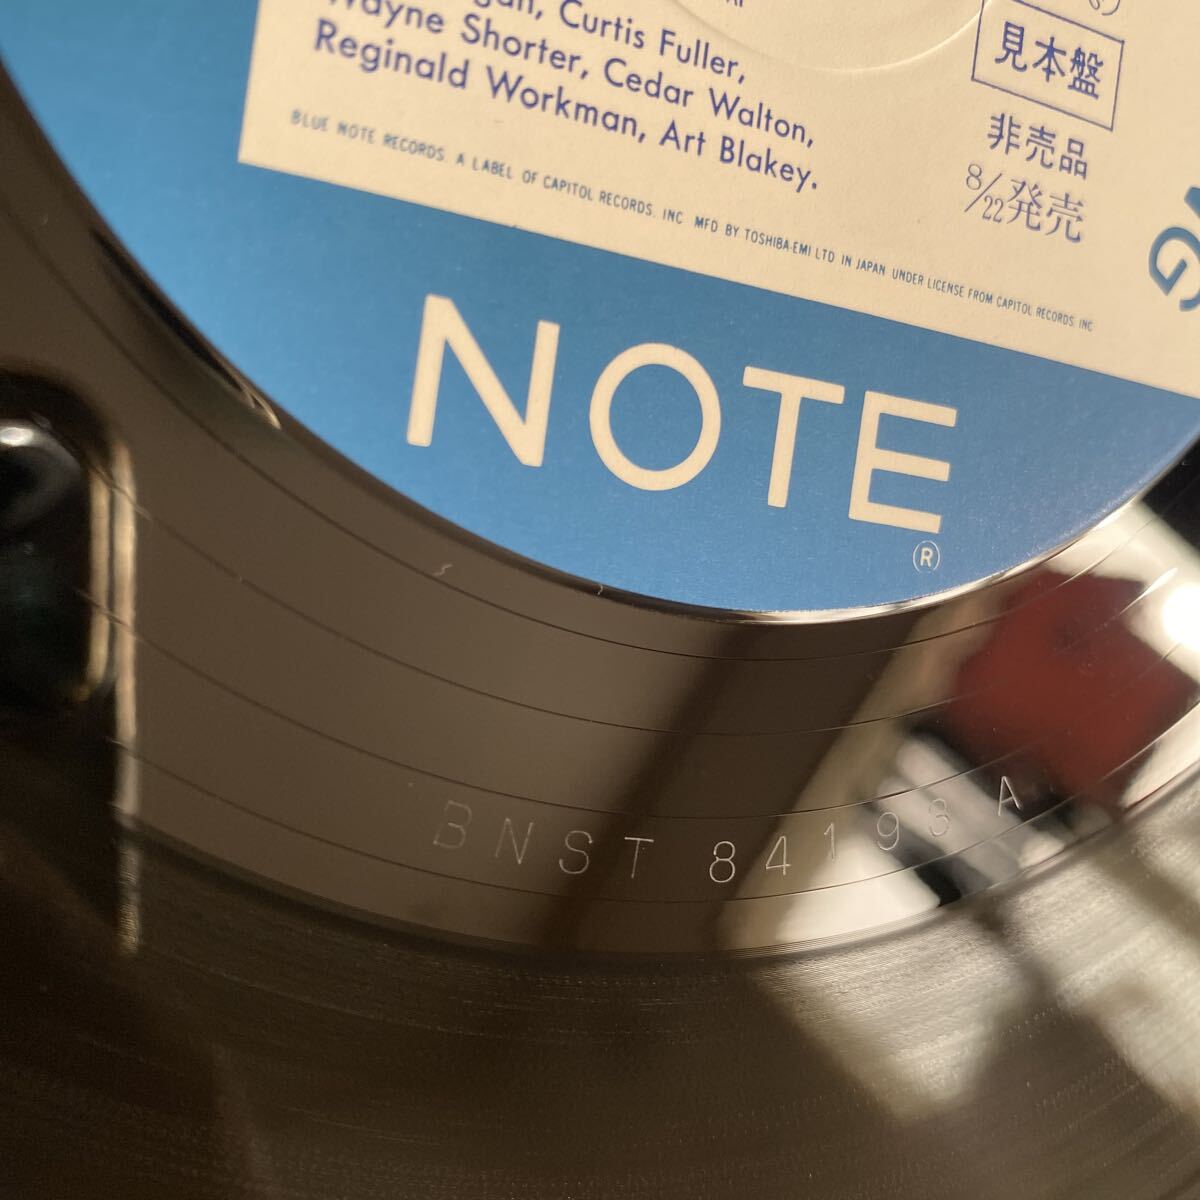 Curtis Fuller,
Wayne Shorter, Cedar Walton,
Reginald Workman, Art Blakey.
BLUE NOTE RECORDS. A LABEL OF CAPITOL RECORDS, INC MFD BY TOSHIBA-EMI LTD IN JAPAN UNDER LICENSE FROM CAPITOL RECORDS. INC
見本盤
非売品
8/22発売
NOTE
®
BNST 84193 A